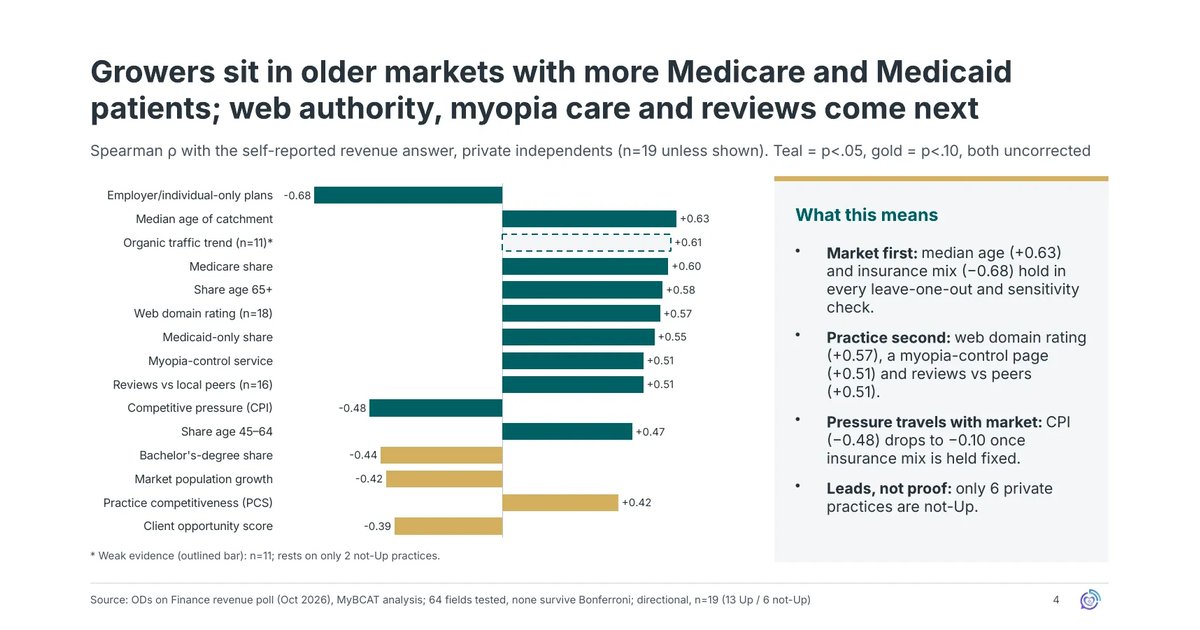 Growers sit in older markets with more Medicare and Medicaid
patients; web authority, myopia care and reviews come next
Spearman ρ with the self-reported revenue answer, private independents (n=19 unless shown). Teal = p<.05, gold = p<.10, both uncorrected
Employer/individual-only plans -0.68
Median age of catchment +0.63
Organic traffic trend (n=11)* +0.61
Medicare share +0.60
Share age 65+ +0.58
Web domain rating (n=18) +0.57
Medicaid-only share +0.55
Myopia-control service +0.51
Reviews vs local peers (n=16) +0.51
Competitive pressure (CPI) -0.48
Share age 45–64 +0.47
Bachelor's-degree share -0.44
Market population growth -0.42
Practice competitiveness (PCS) +0.42
Client opportunity score -0.39
* Weak evidence (outlined bar): n=11; rests on only 2 not-Up practices.
What this means
• Market first: median age (+0.63)
and insurance mix (−0.68) hold in
every leave-one-out and sensitivity
check.
• Practice second: web domain rating
(+0.57), a myopia-control page
(+0.51) and reviews vs peers
(+0.51).
• Pressure travels with market: CPI
(−0.48) drops to −0.10 once
insurance mix is held fixed.
• Leads, not proof: only 6 private
practices are not-Up.
Source: ODs on Finance revenue poll (Oct 2026), MyBCAT analysis; 64 fields tested, none survive Bonferroni; directional, n=19 (13 Up / 6 not-Up)
4